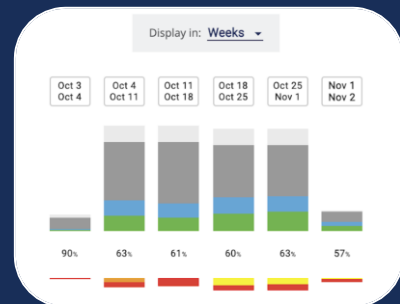 Display in: Weeks
Oct 3
Oct 4
Oct 4
Oct 11
Oct 11
Oct 18
Oct 18
Oct 25
Oct 25
Nov 1
Nov 1
Nov 2
90% 63% 61% 60% 63% 57%